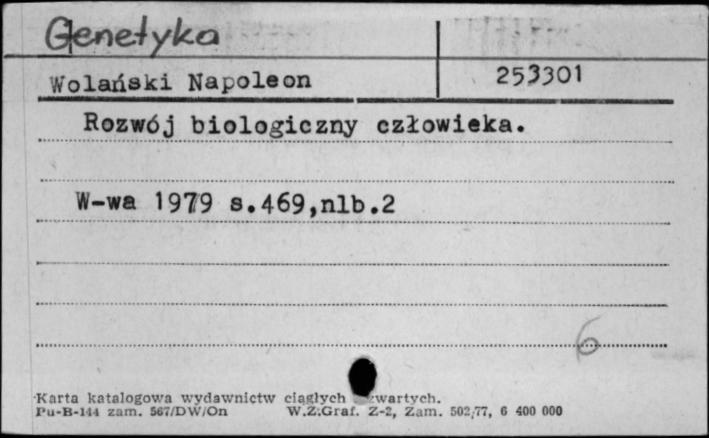 Genetyka
Wolański Napoleon 253301
Rozwój biologiczny człowieka.
W-wa 1979 s.469,nlb.2
6
Karta katalogowa wydawnictw ciągłych zwartych.
Pu-B-144 zam. 567/DW/On W.Z.Graf. Z-2, Zam. 502/77, 6 400 000